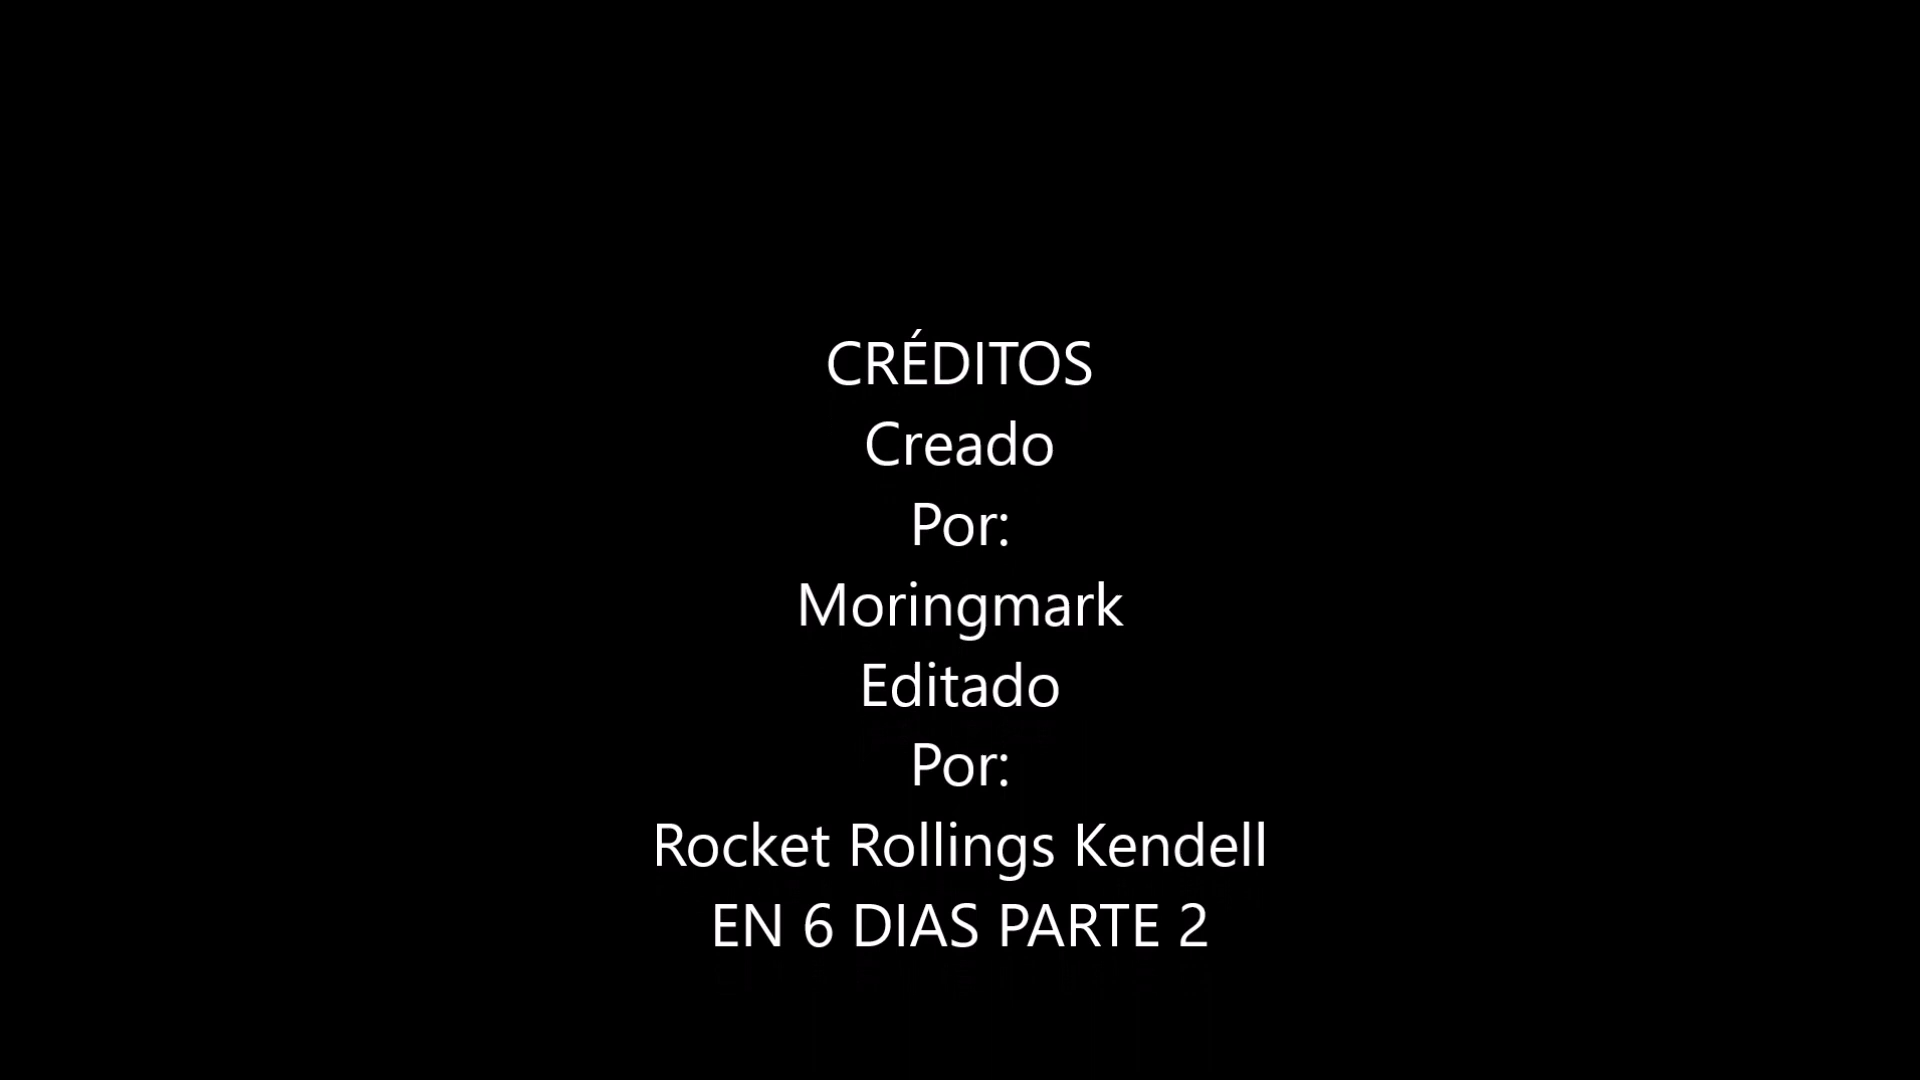 CRÉDITOS
Creado
Por:
Moringmark
Editado
Por:
Rocket Rollings Kendell
EN 6 DIAS PARTE 2